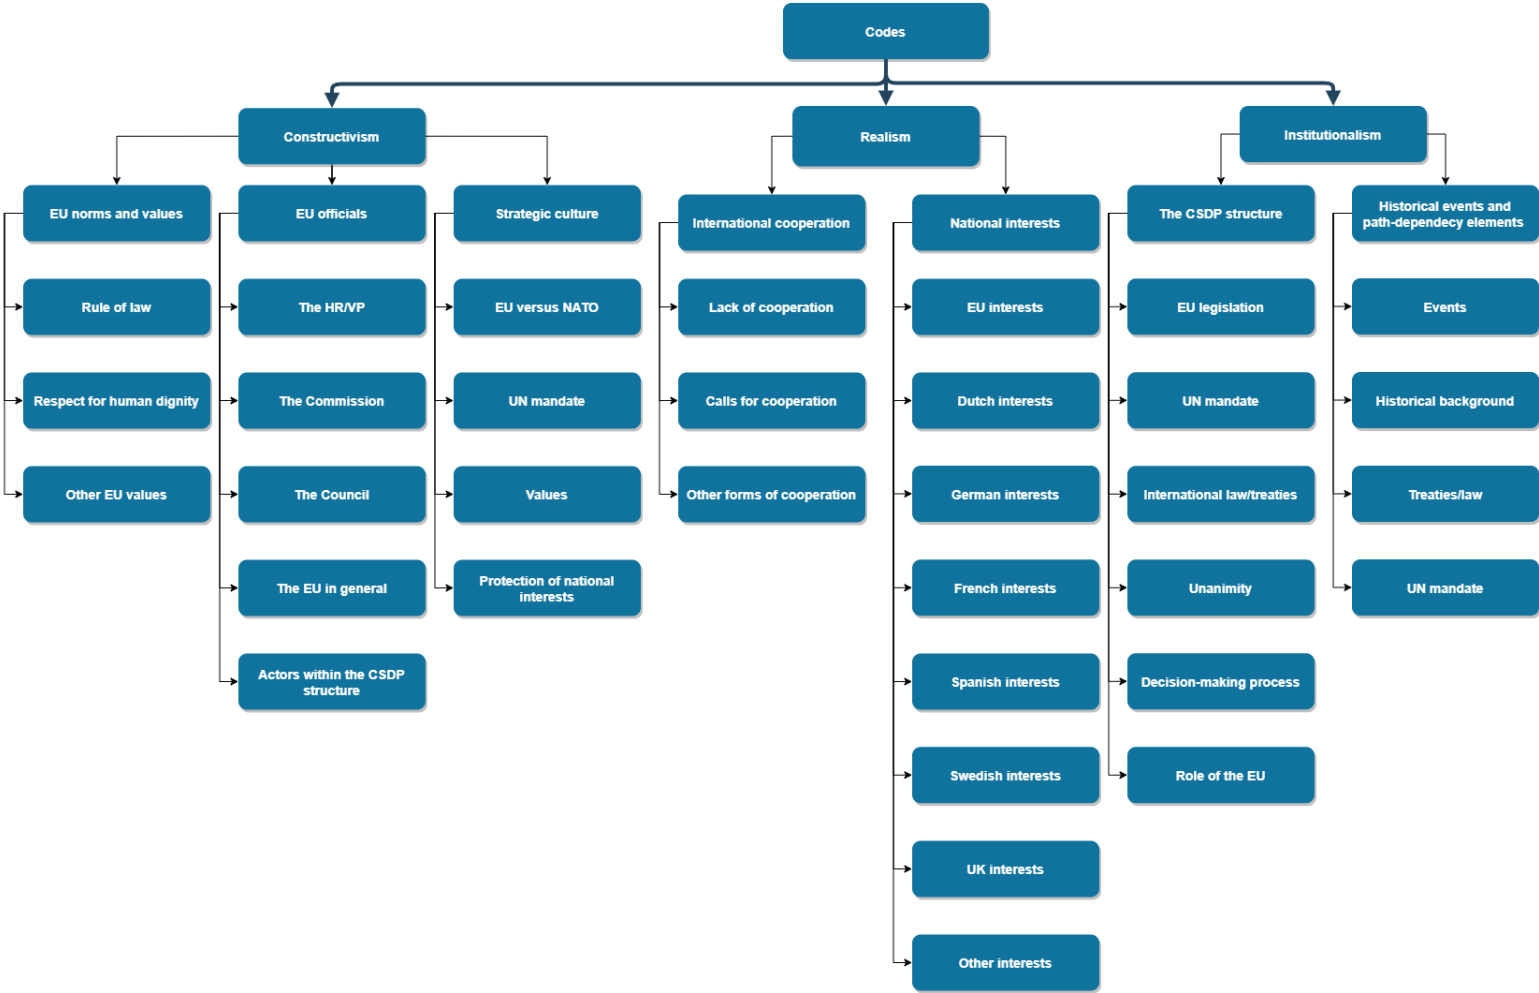 Codes
Constructivism
Realism
Institutionalism
EU norms and values
EU officials
Strategic culture
International cooperation
National interests
The CSDP structure
Historical events and
path-dependecy elements
Rule of law
The HR/VP
EU versus NATO
Lack of cooperation
EU interests
EU legislation
Events
Respect for human dignity
The Commission
UN mandate
Calls for cooperation
Dutch interests
UN mandate
Historical background
Other EU values
The Council
Values
Other forms of cooperation
German interests
International law/treaties
Treaties/law
The EU in general
Protection of national
interests
French interests
Unanimity
UN mandate
Actors within the CSDP
structure
Spanish interests
Decision-making process
Swedish interests
Role of the EU
UK interests
Other interests